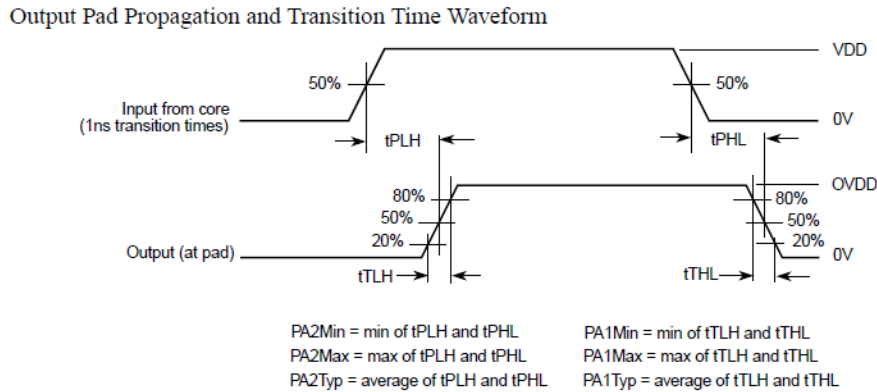 Output Pad Propagation and Transition Time Waveform
VDD
50%
50%
Input from core
(1ns transition times)
0V
tPLH
tPHL
OVDD
80%
80%
50%
50%
20%
20%
Output (at pad)
0V
tTLH
tTHL
PA2Min = min of tPLH and tPHL
PA1Min = min of tTLH and tTHL
PA2Max = max of tPLH and tPHL
PA1Max = max of tTLH and tTHL
PA2Typ = average of tPLH and tPHL
PA1Typ = average of tTLH and tTHL